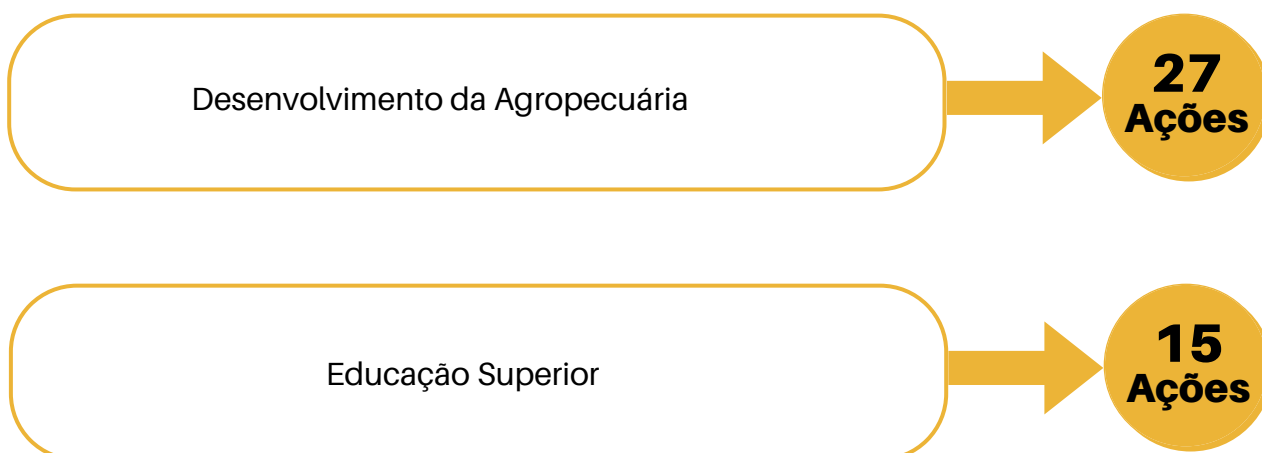 Desenvolvimento da Agropecuária
27
Ações
Educação Superior
15
Ações